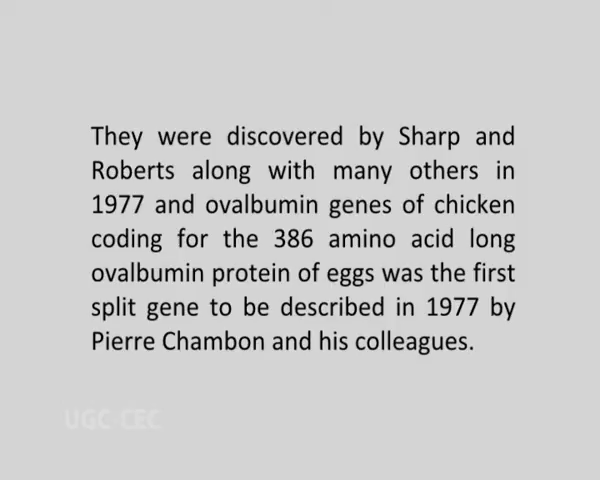 They were discovered by Sharp and
Roberts along with many others in
1977 and ovalbumin genes of chicken
coding for the 386 amino acid long
ovalbumin protein of eggs was the first
split gene to be described in 1977 by
Pierre Chambon and his colleagues.
UGC-CEC